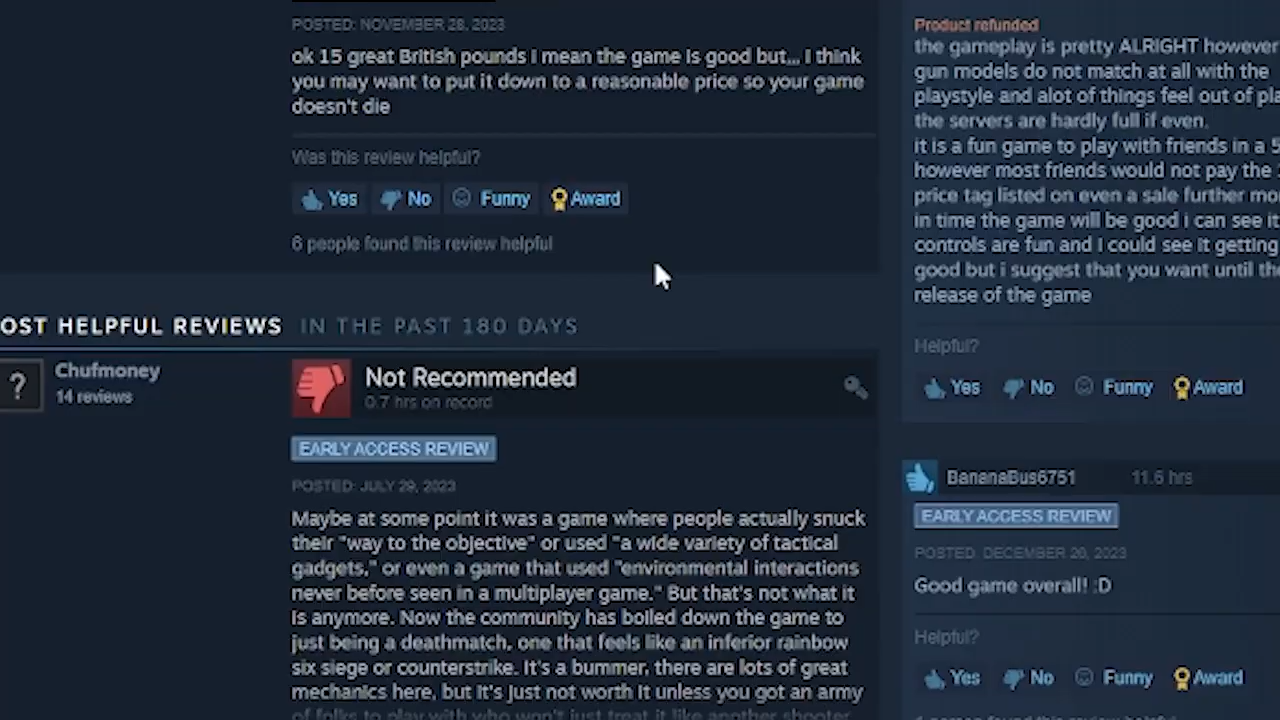 POSTED: NOVEMBER 28, 2023
ok 15 great British pounds I mean the game is good but... I think
you may want to put it down to a reasonable price so your game
doesn't die
Was this review helpful?
Yes
No
Funny
Award
6 people found this review helpful
OST HELPFUL REVIEWS IN THE PAST 180 DAYS
?
Chufmoney
14 reviews
Not Recommended
0.7 hrs on record
EARLY ACCESS REVIEW
POSTED: JULY 29, 2023
Maybe at some point it was a game where people actually snuck
their "way to the objective" or used "a wide variety of tactical
gadgets," or even a game that used "environmental interactions
never before seen in a multiplayer game." But that's not what it
is anymore. Now the community has boiled down the game to
just being a deathmatch, one that feels like an inferior rainbow
six siege or counterstrike. It's a bummer, there are lots of great
mechanics here, but it's just not worth it unless you got an army
of folks to play with who won't just treat it like another shooter
Product refunded
the gameplay is pretty ALRIGHT however
gun models do not match at all with the
playstyle and alot of things feel out of pla
the servers are hardly full if even.
it is a fun game to play with friends in a 5
however most friends would not pay the
price tag listed on even a sale further mo
in time the game will be good i can see it
controls are fun and I could see it getting
good but i suggest that you want until the
release of the game
Helpful?
Yes
No
Funny
Award
BananaBus6751
11.6 hrs
EARLY ACCESS REVIEW
POSTED: DECEMBER 20, 2023
Good game overall! :D
Helpful?
Yes
No
Funny
Award